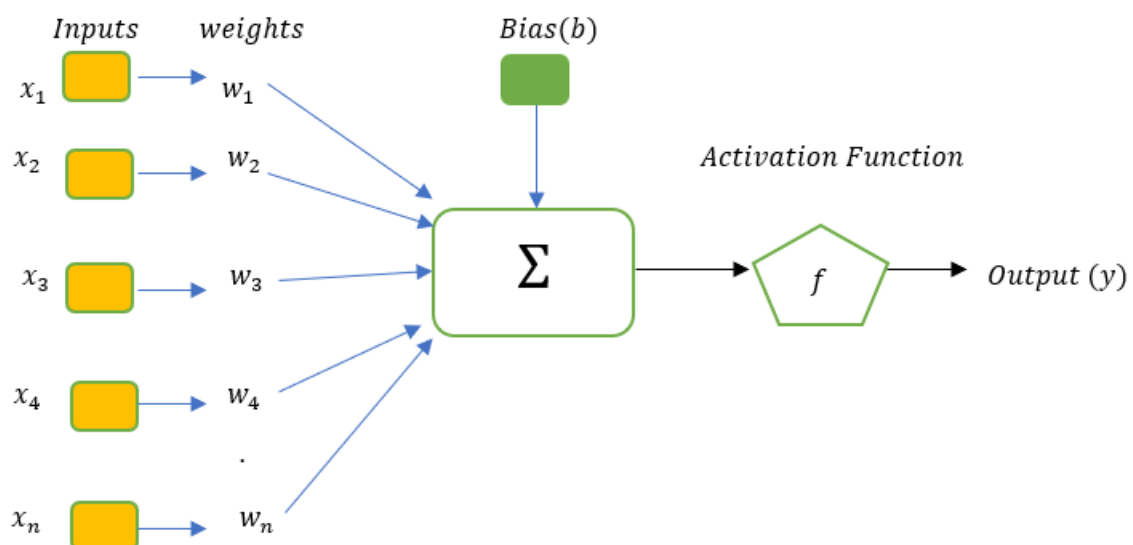 Inputs weights Bias(b)
x₁ w₁
x₂ w₂
Activation Function
x₃ w₃ Σ f Output (y)
x₄ w₄
.
xₙ wₙ